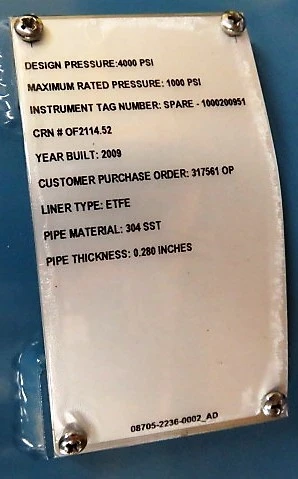 DESIGN PRESSURE:4000 PSI
MAXIMUM RATED PRESSURE: 1000 PSI
INSTRUMENT TAG NUMBER: SPARE - 1000200951
CRN # OF2114.52
YEAR BUILT: 2009
CUSTOMER PURCHASE ORDER: 317561 OP
LINER TYPE: ETFE
PIPE MATERIAL: 304 SST
PIPE THICKNESS: 0.280 INCHES
08705-2236-0002_AD